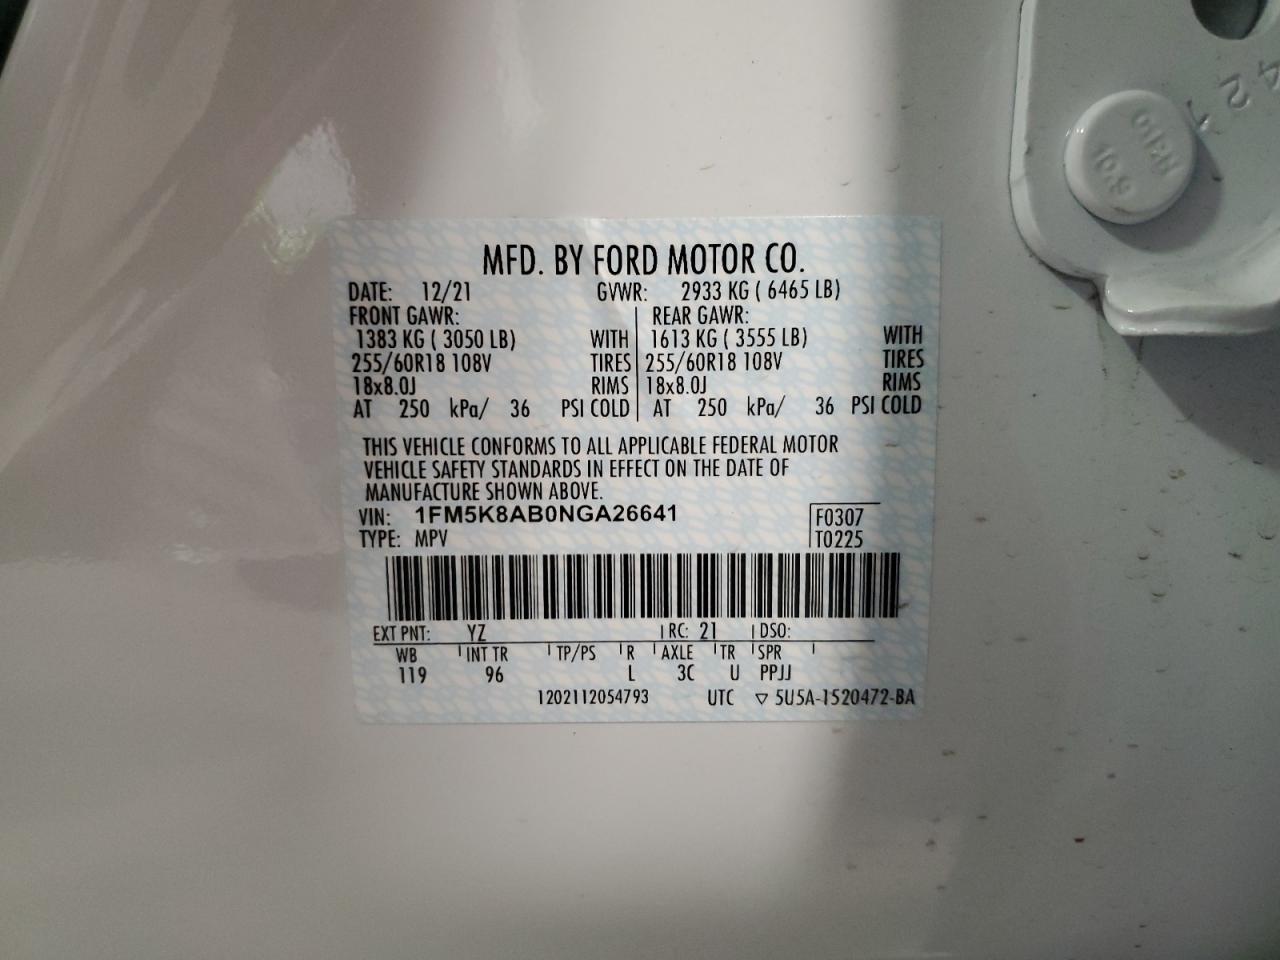 MFD. BY FORD MOTOR CO.
DATE: 12/21 GVWR: 2933 KG ( 6465 LB)
FRONT GAWR: REAR GAWR:
1383 KG ( 3050 LB) WITH 1613 KG ( 3555 LB) WITH
255/60R18 108V TIRES 255/60R18 108V TIRES
18x8.0J RIMS 18x8.0J RIMS
AT 250 kPa/ 36 PSI COLD AT 250 kPa/ 36 PSI COLD
THIS VEHICLE CONFORMS TO ALL APPLICABLE FEDERAL MOTOR
VEHICLE SAFETY STANDARDS IN EFFECT ON THE DATE OF
MANUFACTURE SHOWN ABOVE.
VIN: 1FM5K8AB0NGA26641 F0307
TYPE: MPV T0225
EXT PNT: YZ RC: 21 DSO:
WB INT TR TP/PS R AXLE TR SPR
119 96 L 3C U PPJJ
1202112054793 UTC ▽ 5U5A-1520472-BA